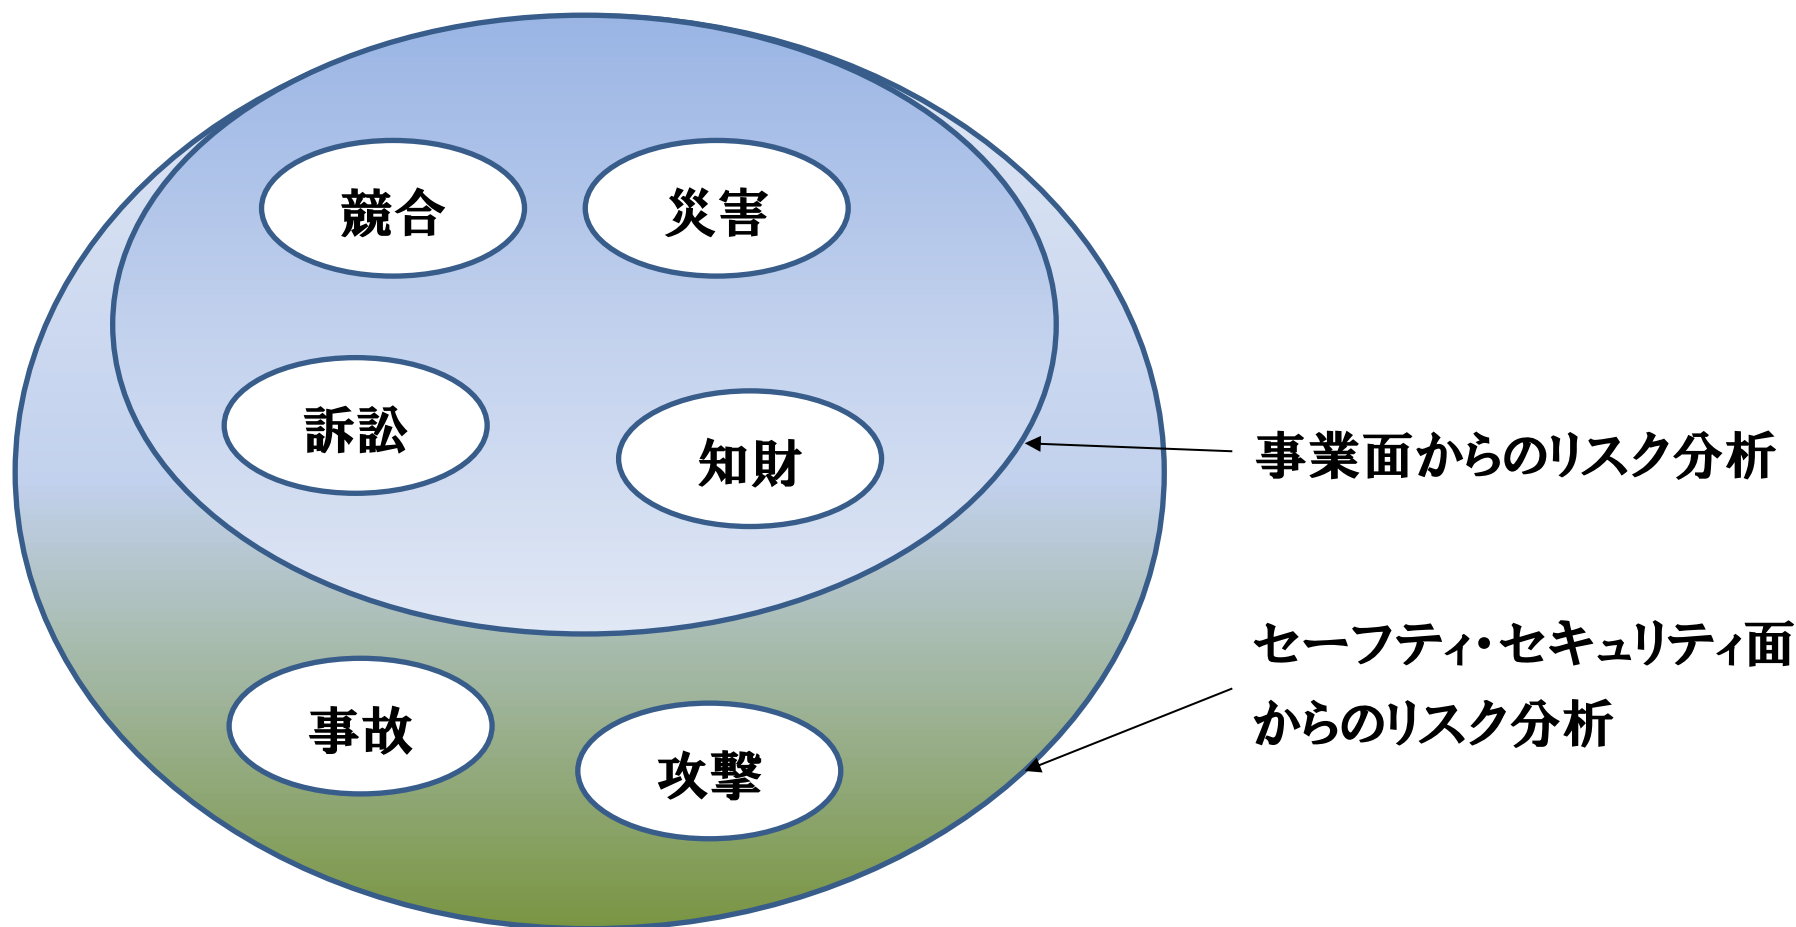 競合
災害
訴訟
知財
事業面からのリスク分析
セーフティ・セキュリティ面
からのリスク分析
事故
攻撃